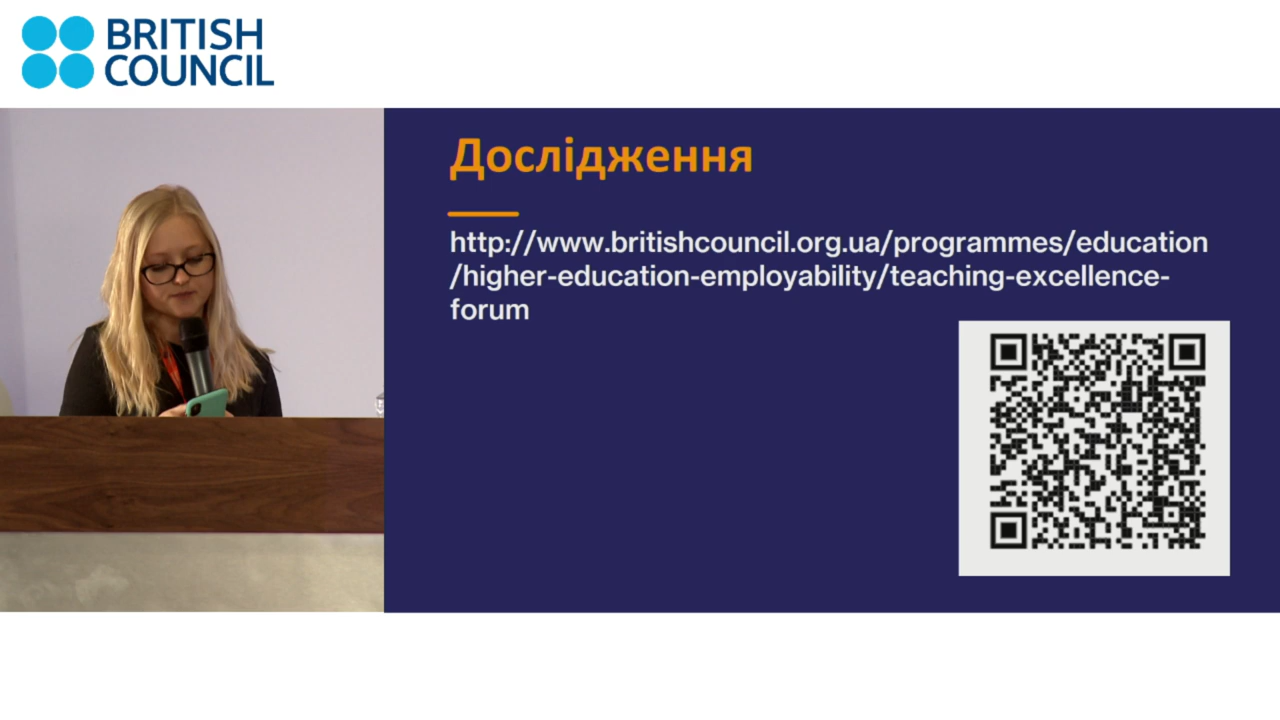 BRITISH
COUNCIL
Дослідження
http://www.britishcouncil.org.ua/programmes/education
/higher-education-employability/teaching-excellence-
forum